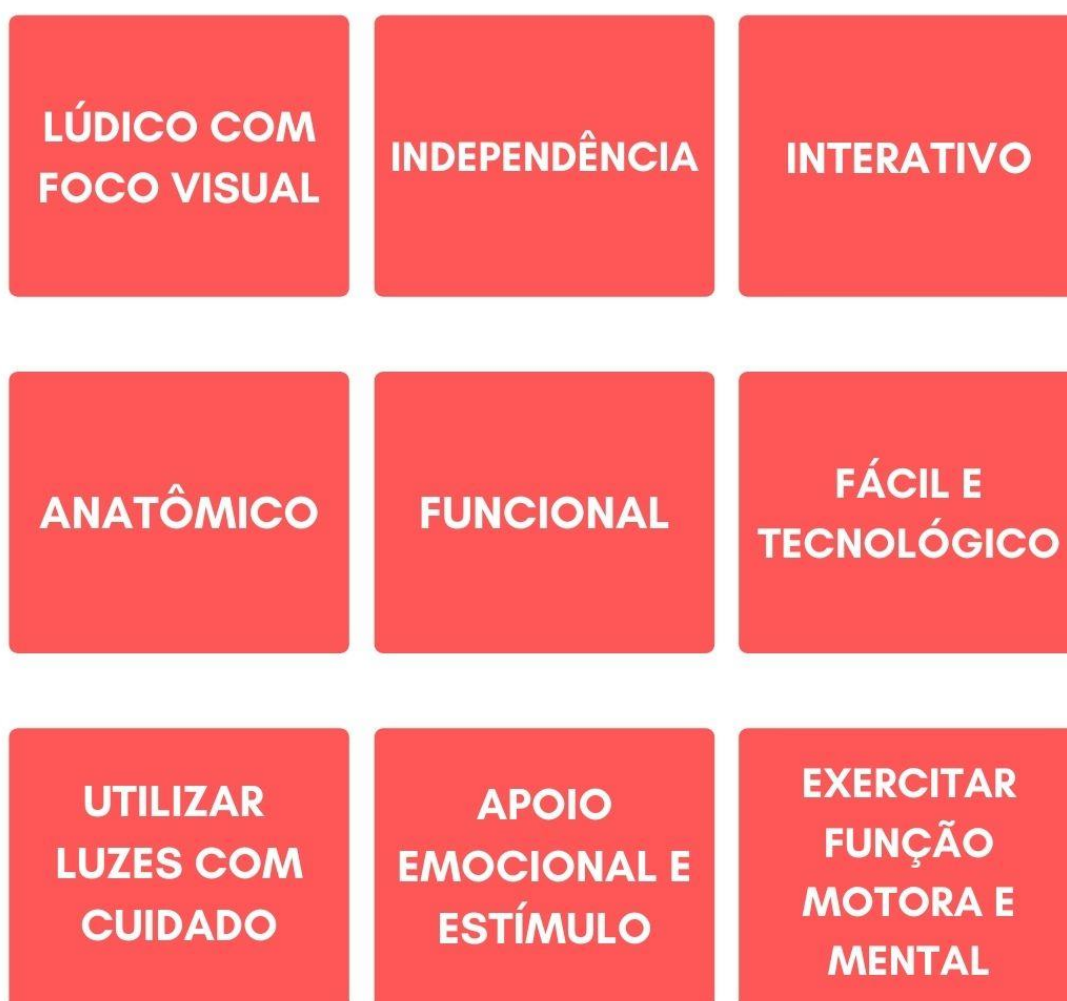 LÚDICO COM
FOCO VISUAL
INDEPENDÊNCIA
INTERATIVO
ANATÔMICO
FUNCIONAL
FÁCIL E
TECNOLÓGICO
UTILIZAR
LUZES COM
CUIDADO
APOIO
EMOCIONAL E
ESTÍMULO
EXERCITAR
FUNÇÃO
MOTORA E
MENTAL